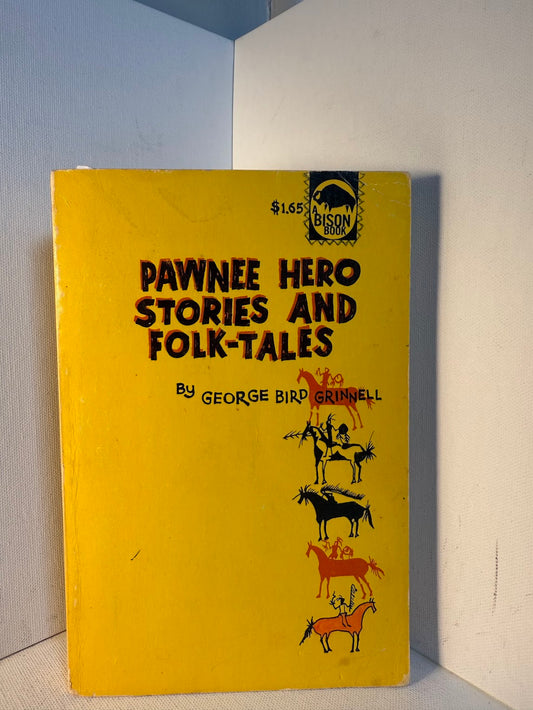 $1.65
A
BISON
BOOK
PAWNEE HERO
STORIES AND
FOLK-TALES
By GEORGE BIRD GRINNELL